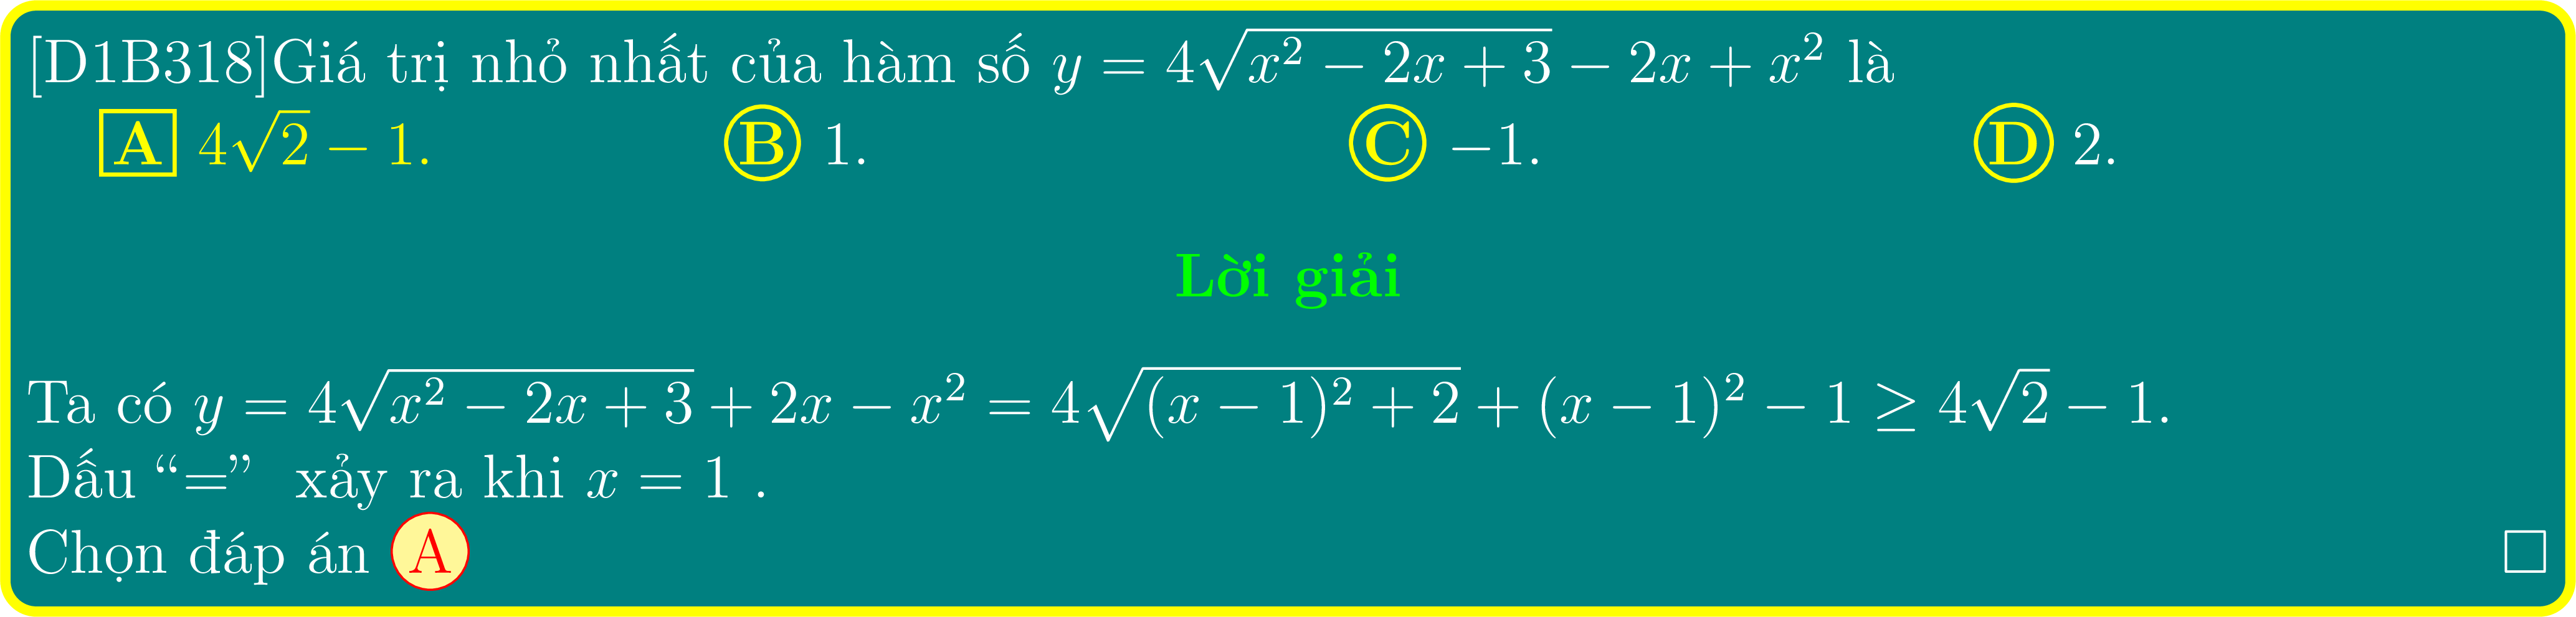 [D1B318]Giá trị nhỏ nhất của hàm số $y = 4\sqrt{x^2 - 2x + 3} - 2x + x^2$ là
A $4\sqrt{2} - 1$. B 1. C −1. D 2.
Lời giải
Ta có $y = 4\sqrt{x^2 - 2x + 3} + 2x - x^2 = 4\sqrt{(x - 1)^2 + 2} + (x - 1)^2 - 1 \geq 4\sqrt{2} - 1$.
Dấu “=” xảy ra khi $x = 1$ .
Chọn đáp án A □